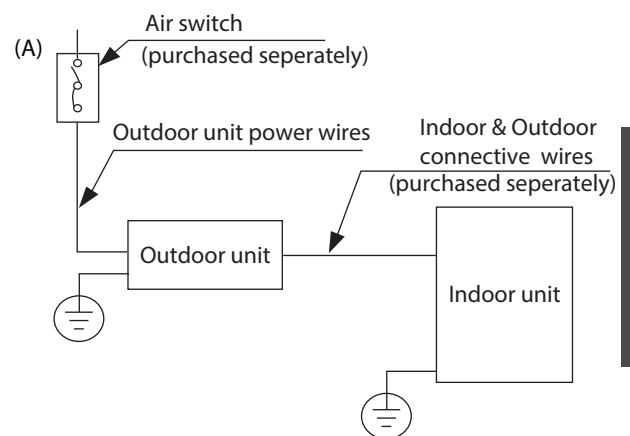 Air switch
(A)
(purchased seperately)
Outdoor unit power wires
Indoor & Outdoor
connective wires
(purchased seperately)
Outdoor unit
Indoor unit